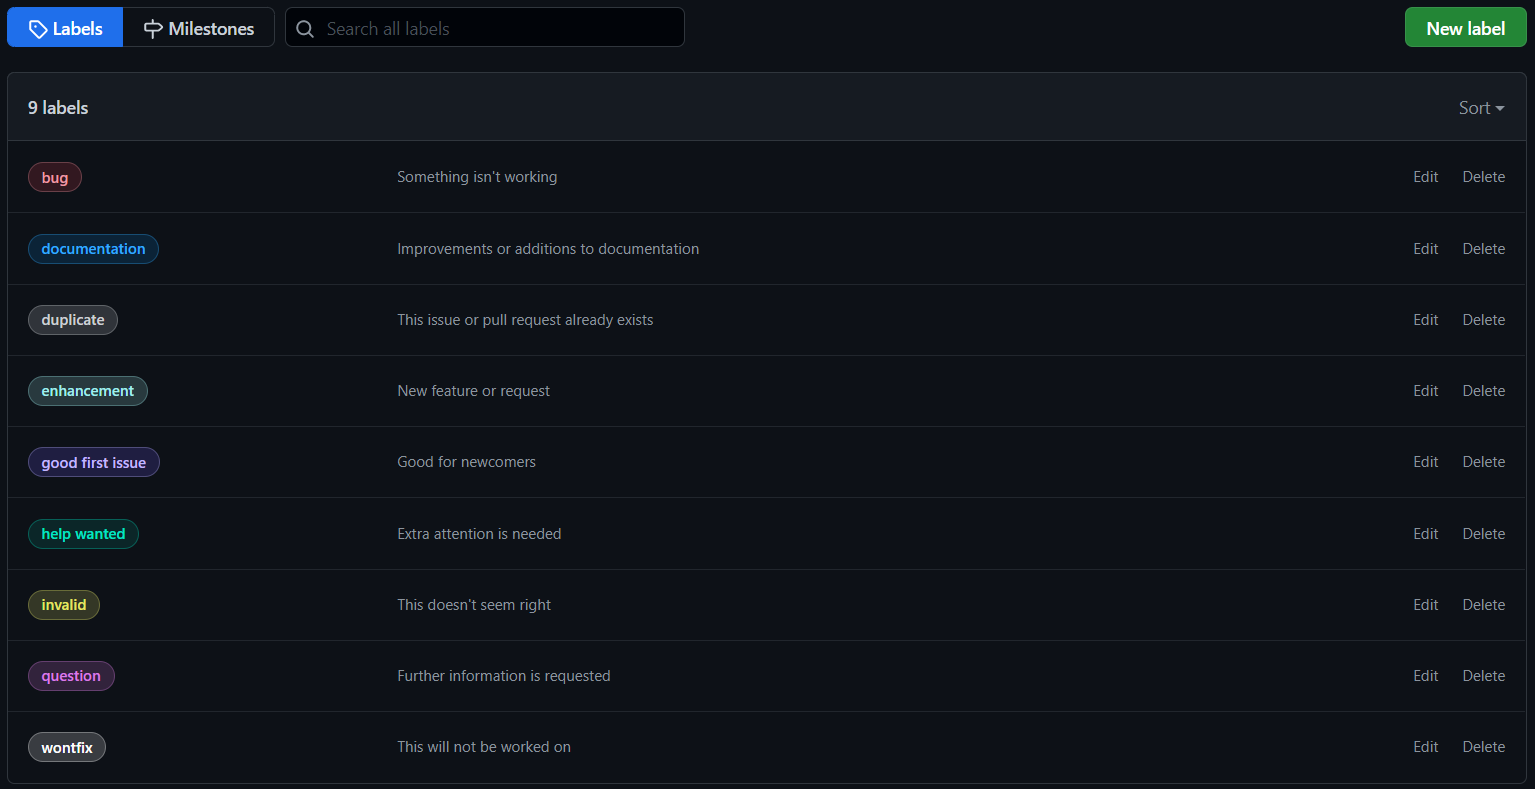 Labels Milestones Search all labels New label
9 labels Sort
bug Something isn't working Edit Delete
documentation Improvements or additions to documentation Edit Delete
duplicate This issue or pull request already exists Edit Delete
enhancement New feature or request Edit Delete
good first issue Good for newcomers Edit Delete
help wanted Extra attention is needed Edit Delete
invalid This doesn't seem right Edit Delete
question Further information is requested Edit Delete
wontfix This will not be worked on Edit Delete